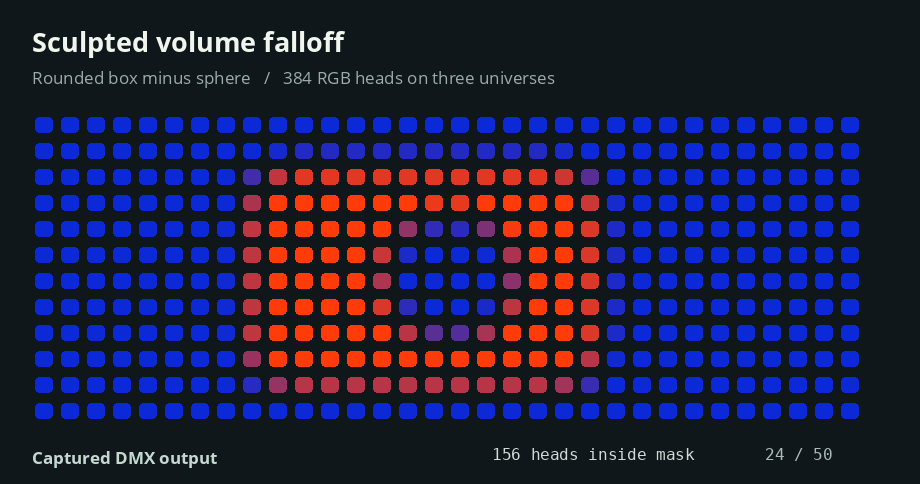 Sculpted volume falloff
Rounded box minus sphere / 384 RGB heads on three universes
Captured DMX output
156 heads inside mask
24 / 50